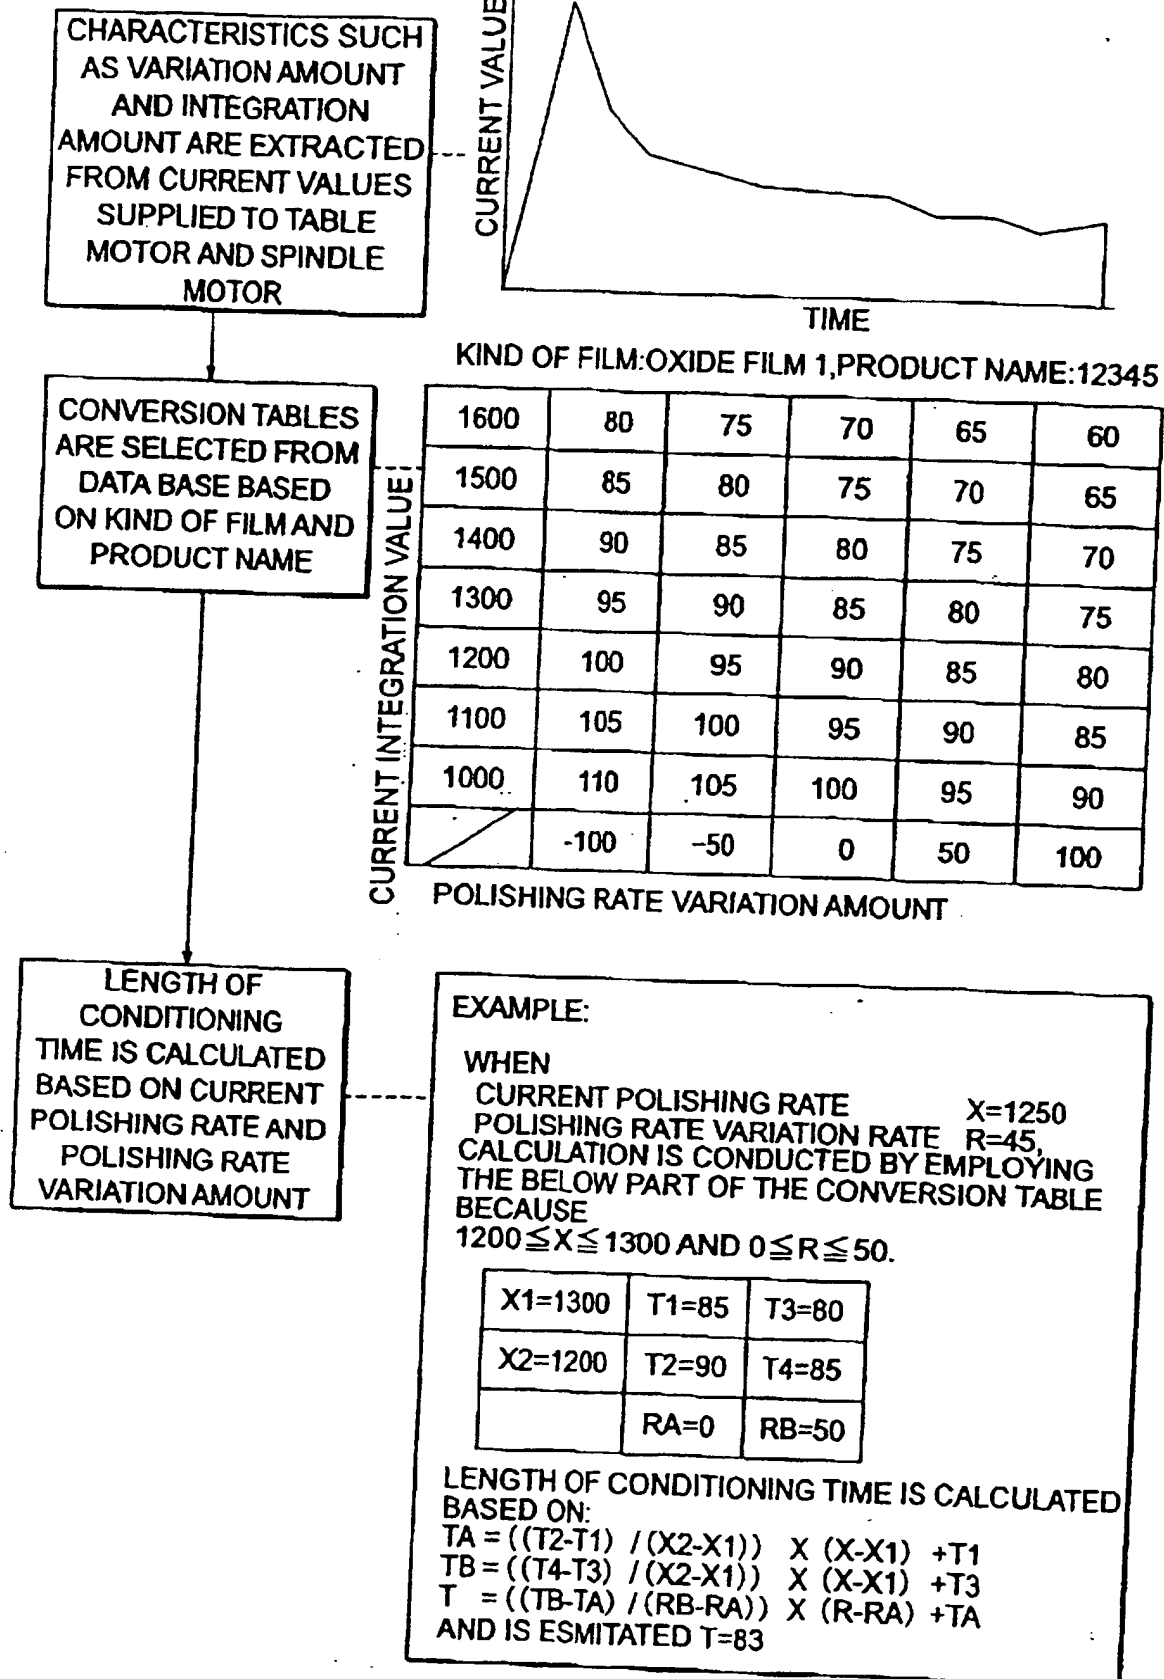 CHARACTERISTICS SUCH
AS VARIATION AMOUNT
AND INTEGRATION
AMOUNT ARE EXTRACTED
FROM CURRENT VALUES
SUPPLIED TO TABLE
MOTOR AND SPINDLE
MOTOR
CURRENT VALUE
TIME
CONVERSION TABLES
ARE SELECTED FROM
DATA BASE BASED
ON KIND OF FILM AND
PRODUCT NAME
KIND OF FILM:OXIDE FILM 1,PRODUCT NAME:12345
CURRENT INTEGRATION VALUE
1600 80 75 70 65 60
1500 85 80 75 70 65
1400 90 85 80 75 70
1300 95 90 85 80 75
1200 100 95 90 85 80
1100 105 100 95 90 85
1000 110 105 100 95 90
-100 -50 0 50 100
POLISHING RATE VARIATION AMOUNT
LENGTH OF
CONDITIONING
TIME IS CALCULATED
BASED ON CURRENT
POLISHING RATE AND
POLISHING RATE
VARIATION AMOUNT
EXAMPLE:
WHEN
CURRENT POLISHING RATE X=1250
POLISHING RATE VARIATION RATE R=45,
CALCULATION IS CONDUCTED BY EMPLOYING
THE BELOW PART OF THE CONVERSION TABLE
BECAUSE
1200≦X≦1300 AND 0≦R≦50.
X1=1300 T1=85 T3=80
X2=1200 T2=90 T4=85
RA=0 RB=50
LENGTH OF CONDITIONING TIME IS CALCULATED
BASED ON:
TA = ((T2-T1) /(X2-X1)) X (X-X1) +T1
TB = ((T4-T3) /(X2-X1)) X (X-X1) +T3
T = ((TB-TA) /(RB-RA)) X (R-RA) +TA
AND IS ESMITATED T=83